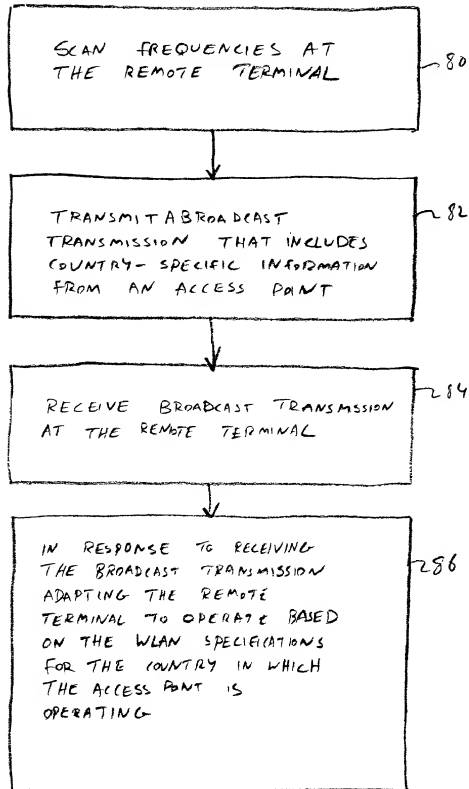 SCAN FREQUENCIES AT
THE REMOTE TERMINAL
80
TRANSMIT A BROADCAST
TRANSMISSION THAT INCLUDES
COUNTRY-SPECIFIC INFORMATION
FROM AN ACCESS POINT
82
RECEIVE BROADCAST TRANSMSSION
AT THE REMOTE TERMINAL
84
IN RESPONSE TO RECEIVING
THE BROADCAST TRANSMISSION
ADAPTING THE REMOTE
TERMINAL TO OPERATE BASED
ON THE WLAN SPECIFICATIONS
FOR THE COUNTRY IN WHICH
THE ACCESS POINT IS
OPERATING
86